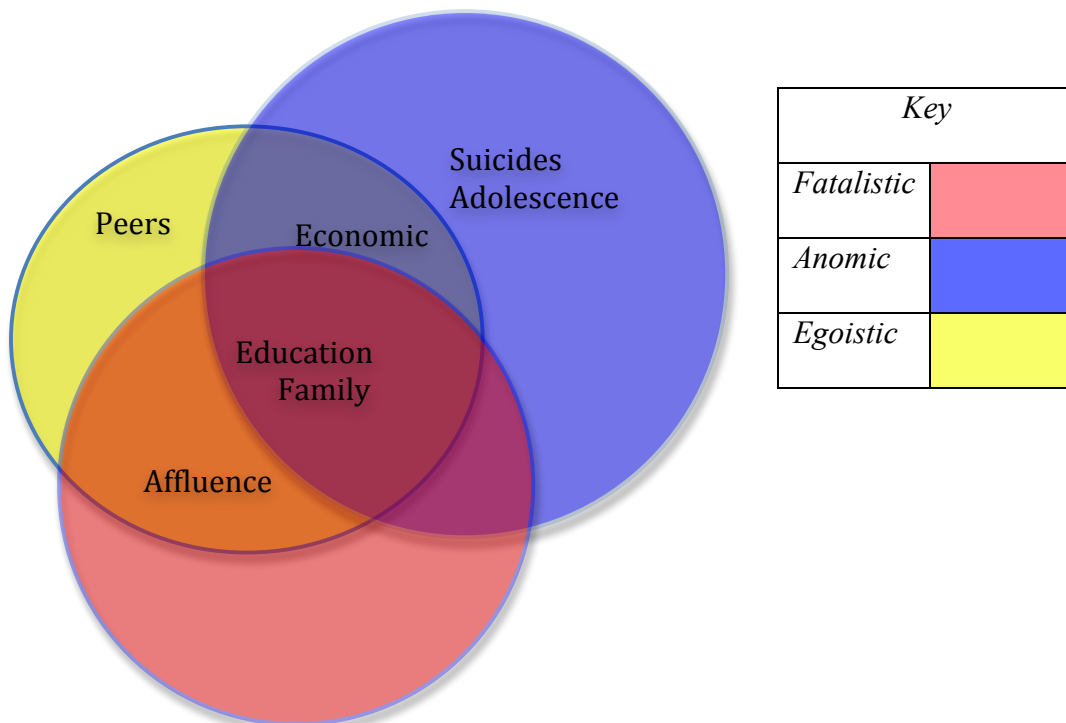 Suicides
Adolescence
Peers
Economic
Education
Family
Affluence
Key
Fatalistic
Anomic
Egoistic